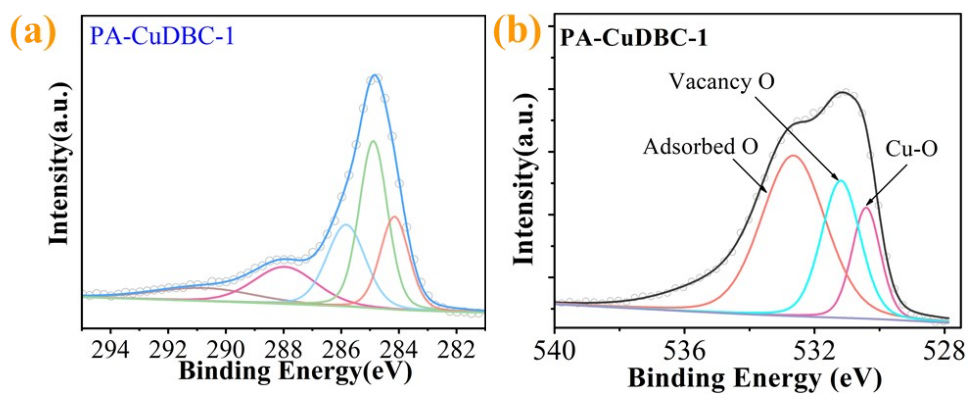 (a)
PA-CuDBC-1
Intensity(a.u.)
294 292 290 288 286 284 282
Binding Energy(eV)
(b)
PA-CuDBC-1
Vacancy O
Adsorbed O
Cu-O
Intensity(a.u.)
540 536 532 528
Binding Energy (eV)